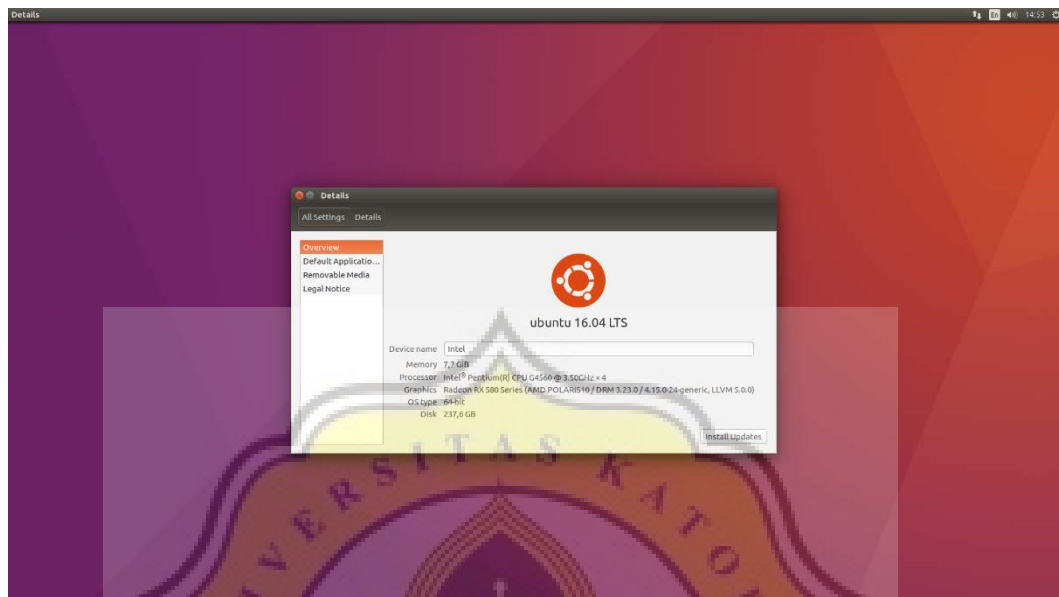 Details
En
14:53
Details
All Settings Details
Overview
Default Applicatio...
Removable Media
Legal Notice
ubuntu 16.04 LTS
Device name Intel
Memory 7,7 GiB
Processor Intel® Pentium(R) CPU G4560 @ 3.50GHz × 4
Graphics Radeon RX 580 Series (AMD POLARIS10 / DRM 3.23.0 / 4.15.0-24-generic, LLVM 5.0.0)
OS type 64-bit
Disk 237,6 GB
Install Updates
IVERSITAS KATO